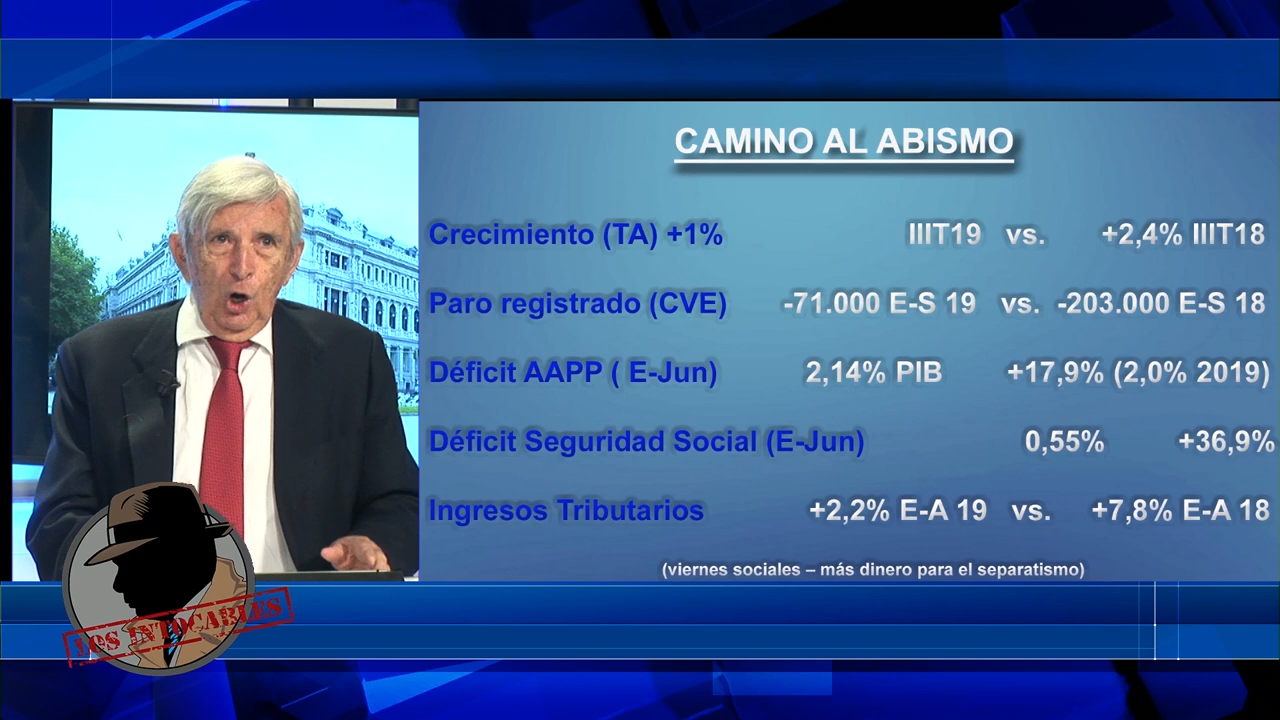 CAMINO AL ABISMO
Crecimiento (TA) +1% IIIT19 vs. +2,4% IIIT18
Paro registrado (CVE) -71.000 E-S 19 vs. -203.000 E-S 18
Déficit AAPP ( E-Jun) 2,14% PIB +17,9% (2,0% 2019)
Déficit Seguridad Social (E-Jun) 0,55% +36,9%
Ingresos Tributarios +2,2% E-A 19 vs. +7,8% E-A 18
(viernes sociales – más dinero para el separatismo)
LOS INTOCABLES